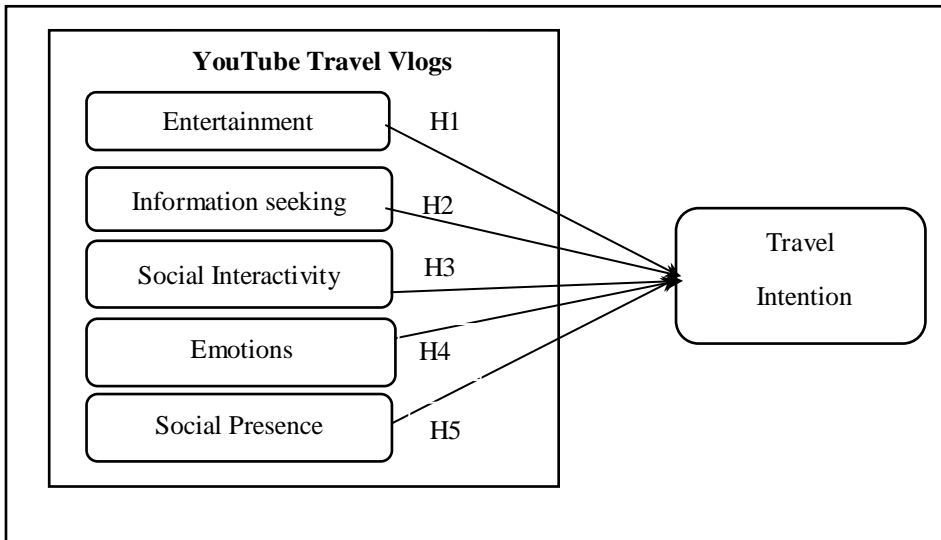 YouTube Travel Vlogs
Entertainment
H1
Information seeking
H2
Social Interactivity
H3
Emotions
H4
Social Presence
H5
Travel
Intention